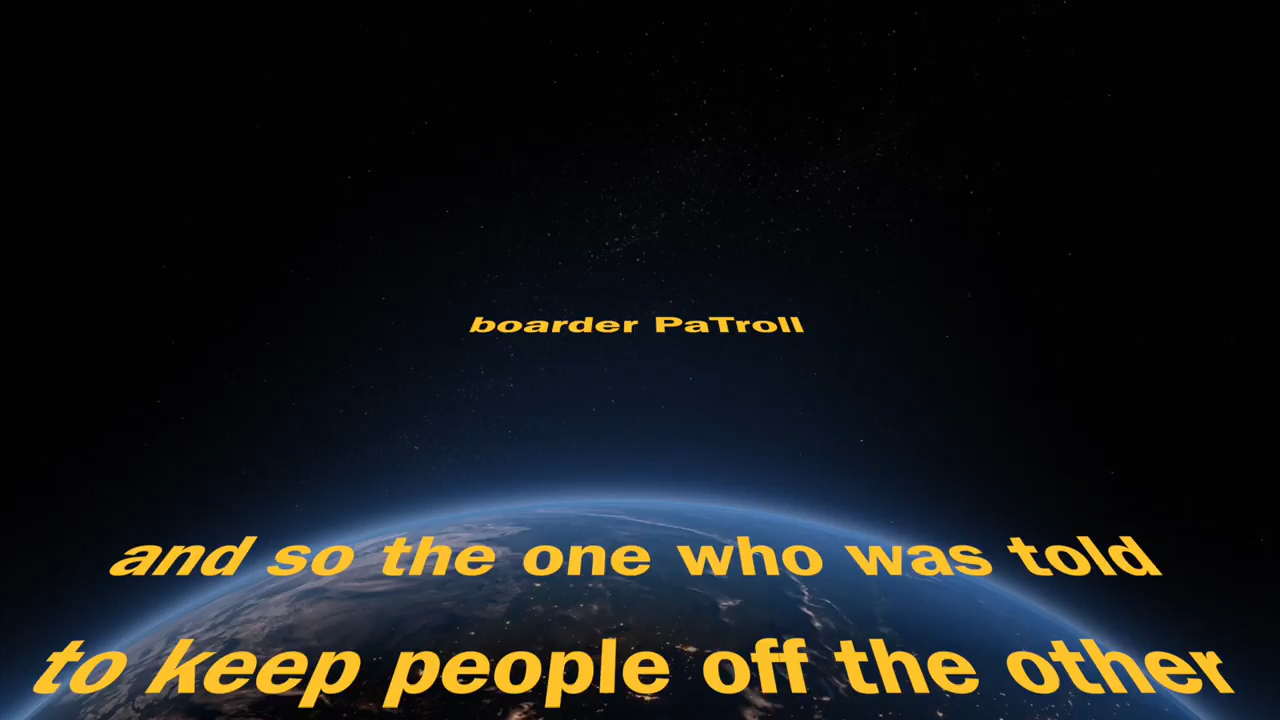 boarder PaTroll
and so the one who was told
to keep people off the other